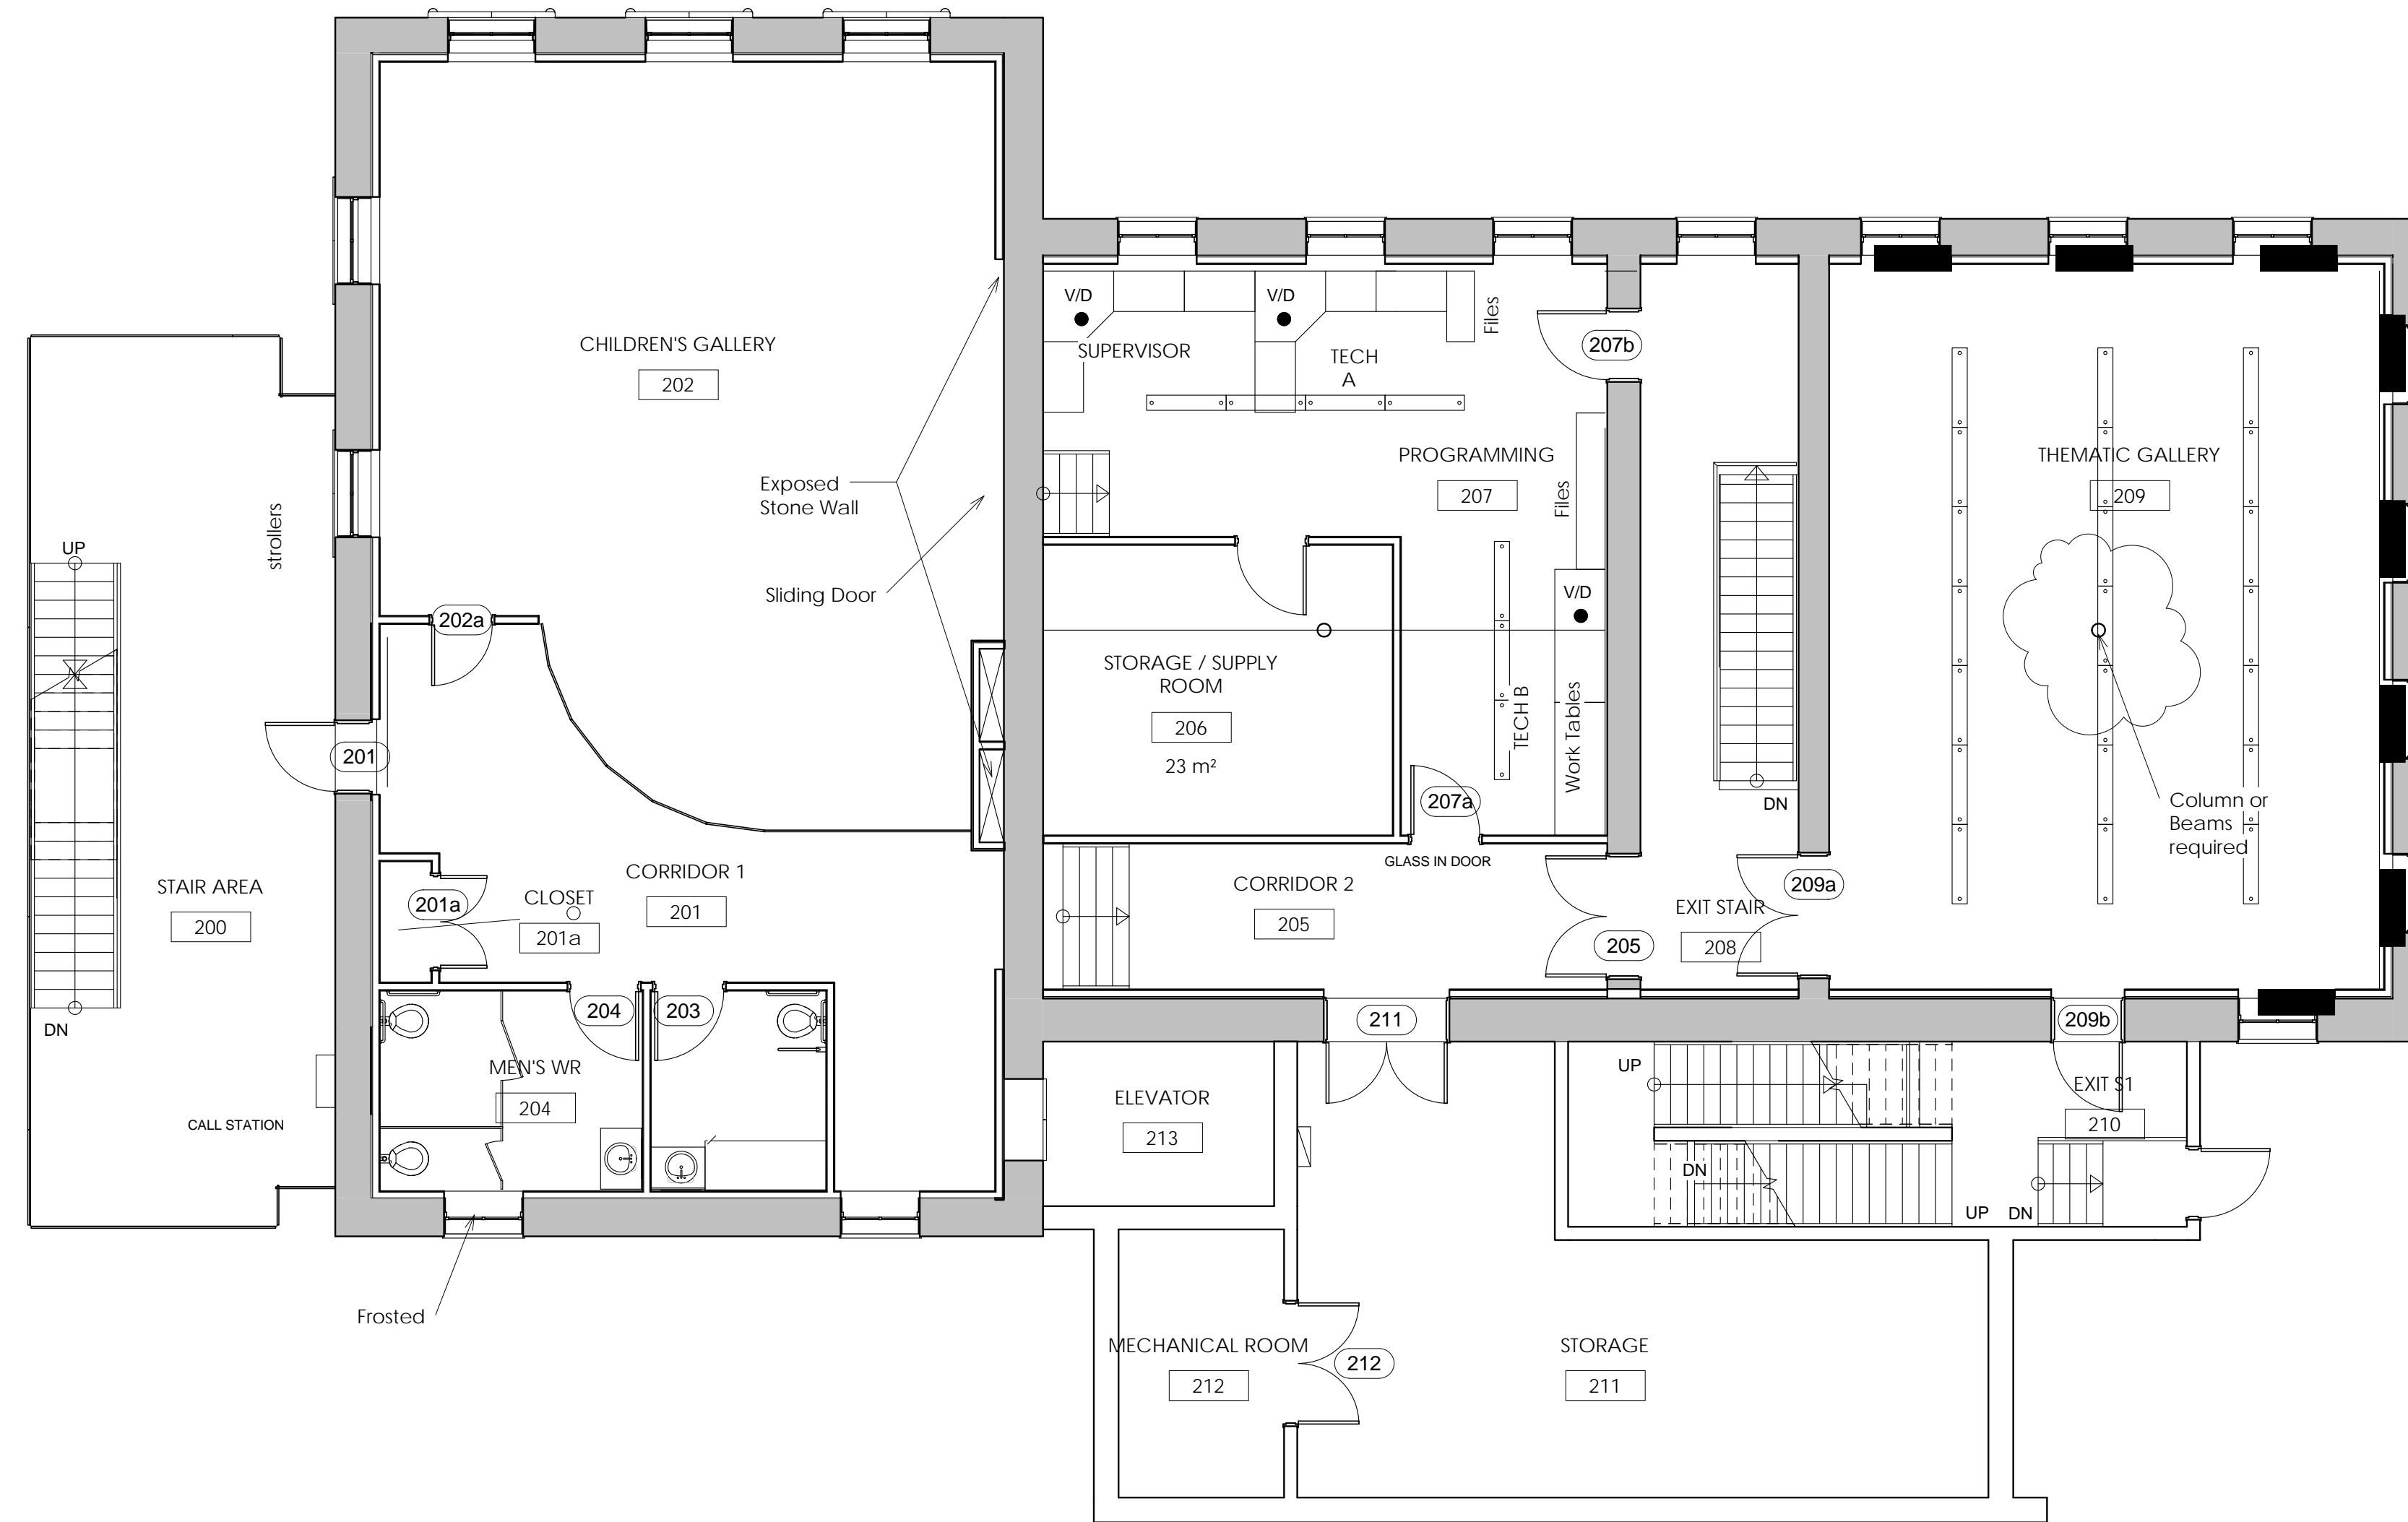 CHILDREN'S GALLERY
202
Exposed
Stone Wall
Sliding Door
strollers
UP
DN
STAIR AREA
200
CALL STATION
202a
201
201a
CLOSET
201a
CORRIDOR 1
201
204
203
MEN'S WR
204
Frosted
V/D
V/D
SUPERVISOR
TECH
A
Files
207b
PROGRAMMING
207
Files
V/D
STORAGE / SUPPLY
ROOM
206
23 m²
TECH B
Work Tables
207a
GLASS IN DOOR
CORRIDOR 2
205
205
DN
EXIT STAIR
208
209a
THEMATIC GALLERY
209
Column or
Beams
required
211
209b
ELEVATOR
213
UP
DN
UP
DN
EXIT S1
210
MECHANICAL ROOM
212
212
STORAGE
211